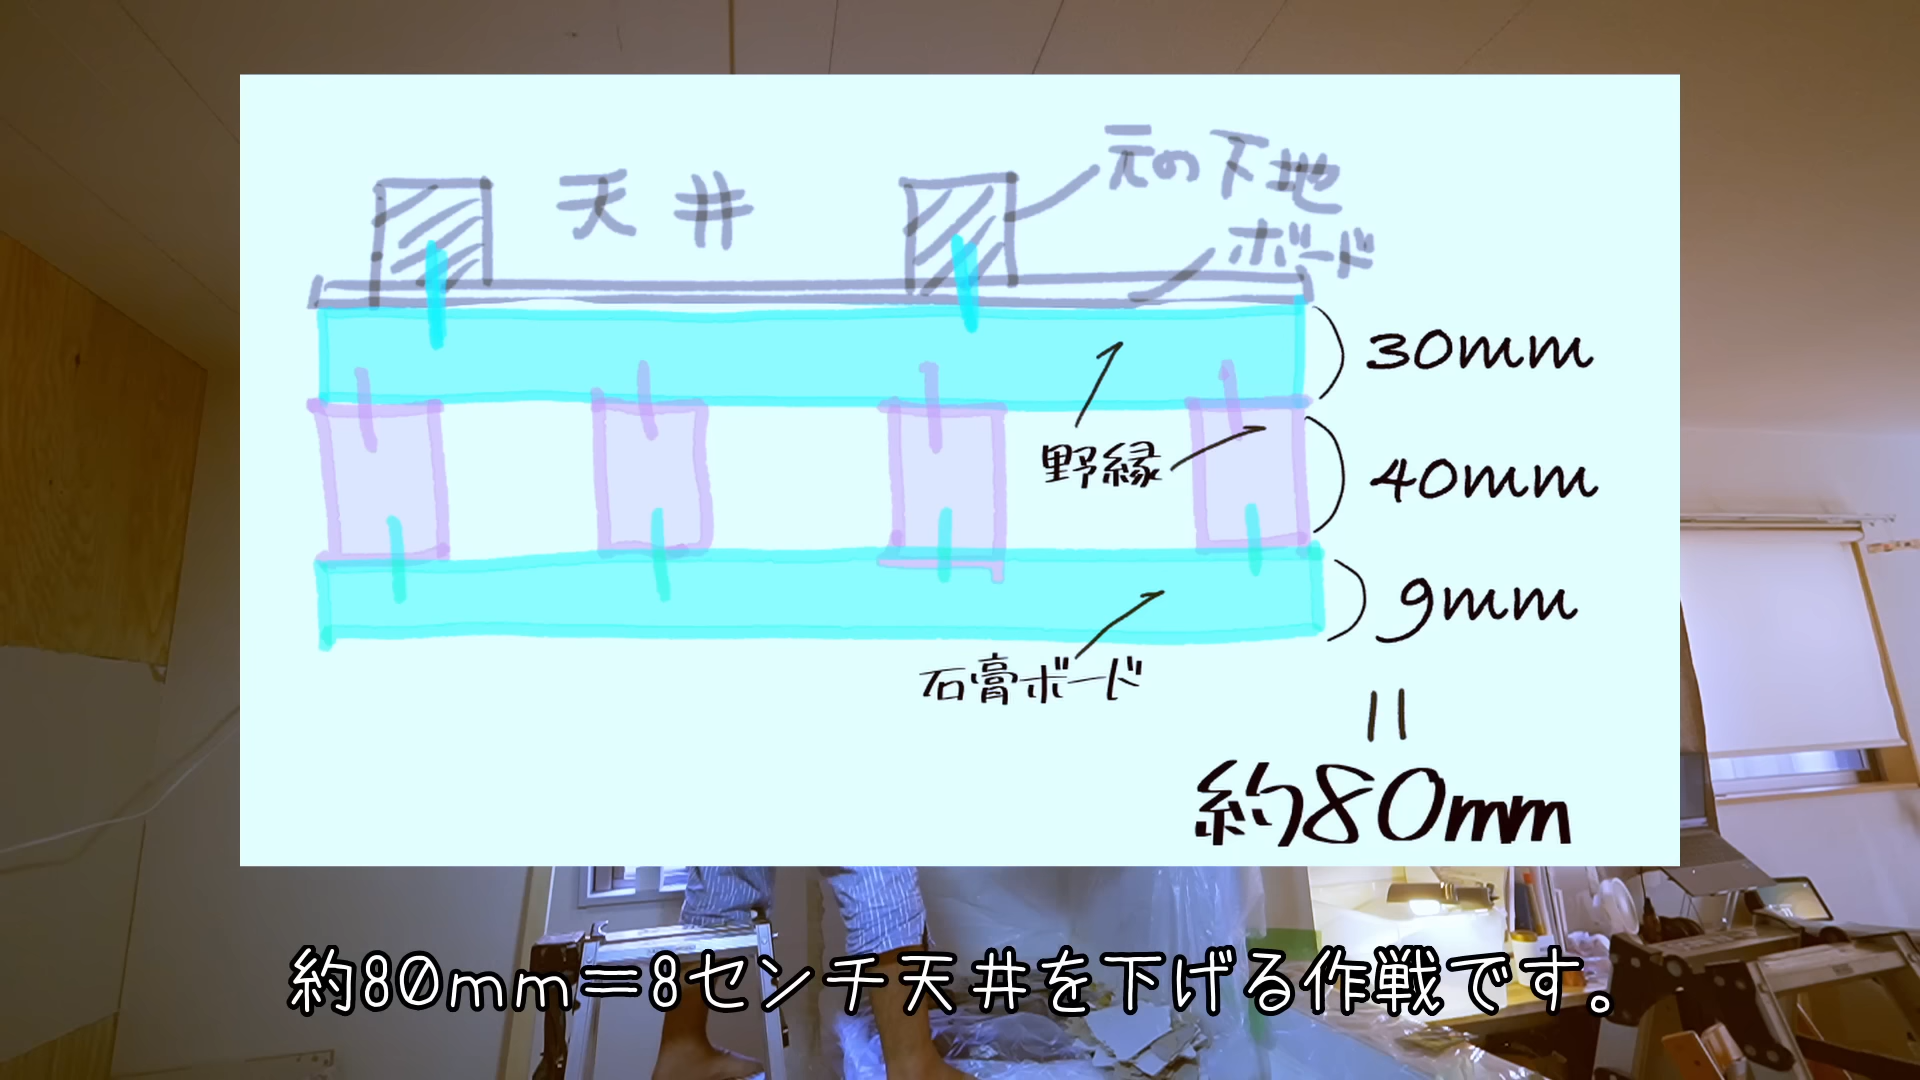 天井
元の下地
ボード
30mm
野縁
40mm
9mm
石膏ボード
=
約80mm
約80mm=8センチ天井を下げる作戦です。